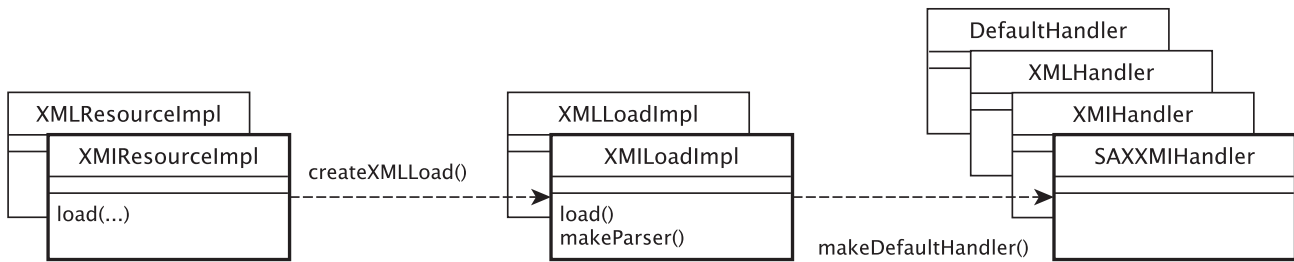 DefaultHandler
XMLHandler
XMLResourceImpl
XMLLoadImpl
XMIHandler
XMIResourceImpl
XMILoadImpl
SAXXMIHandler
createXMLLoad()
load(...)
load()
makeParser()
makeDefaultHandler()